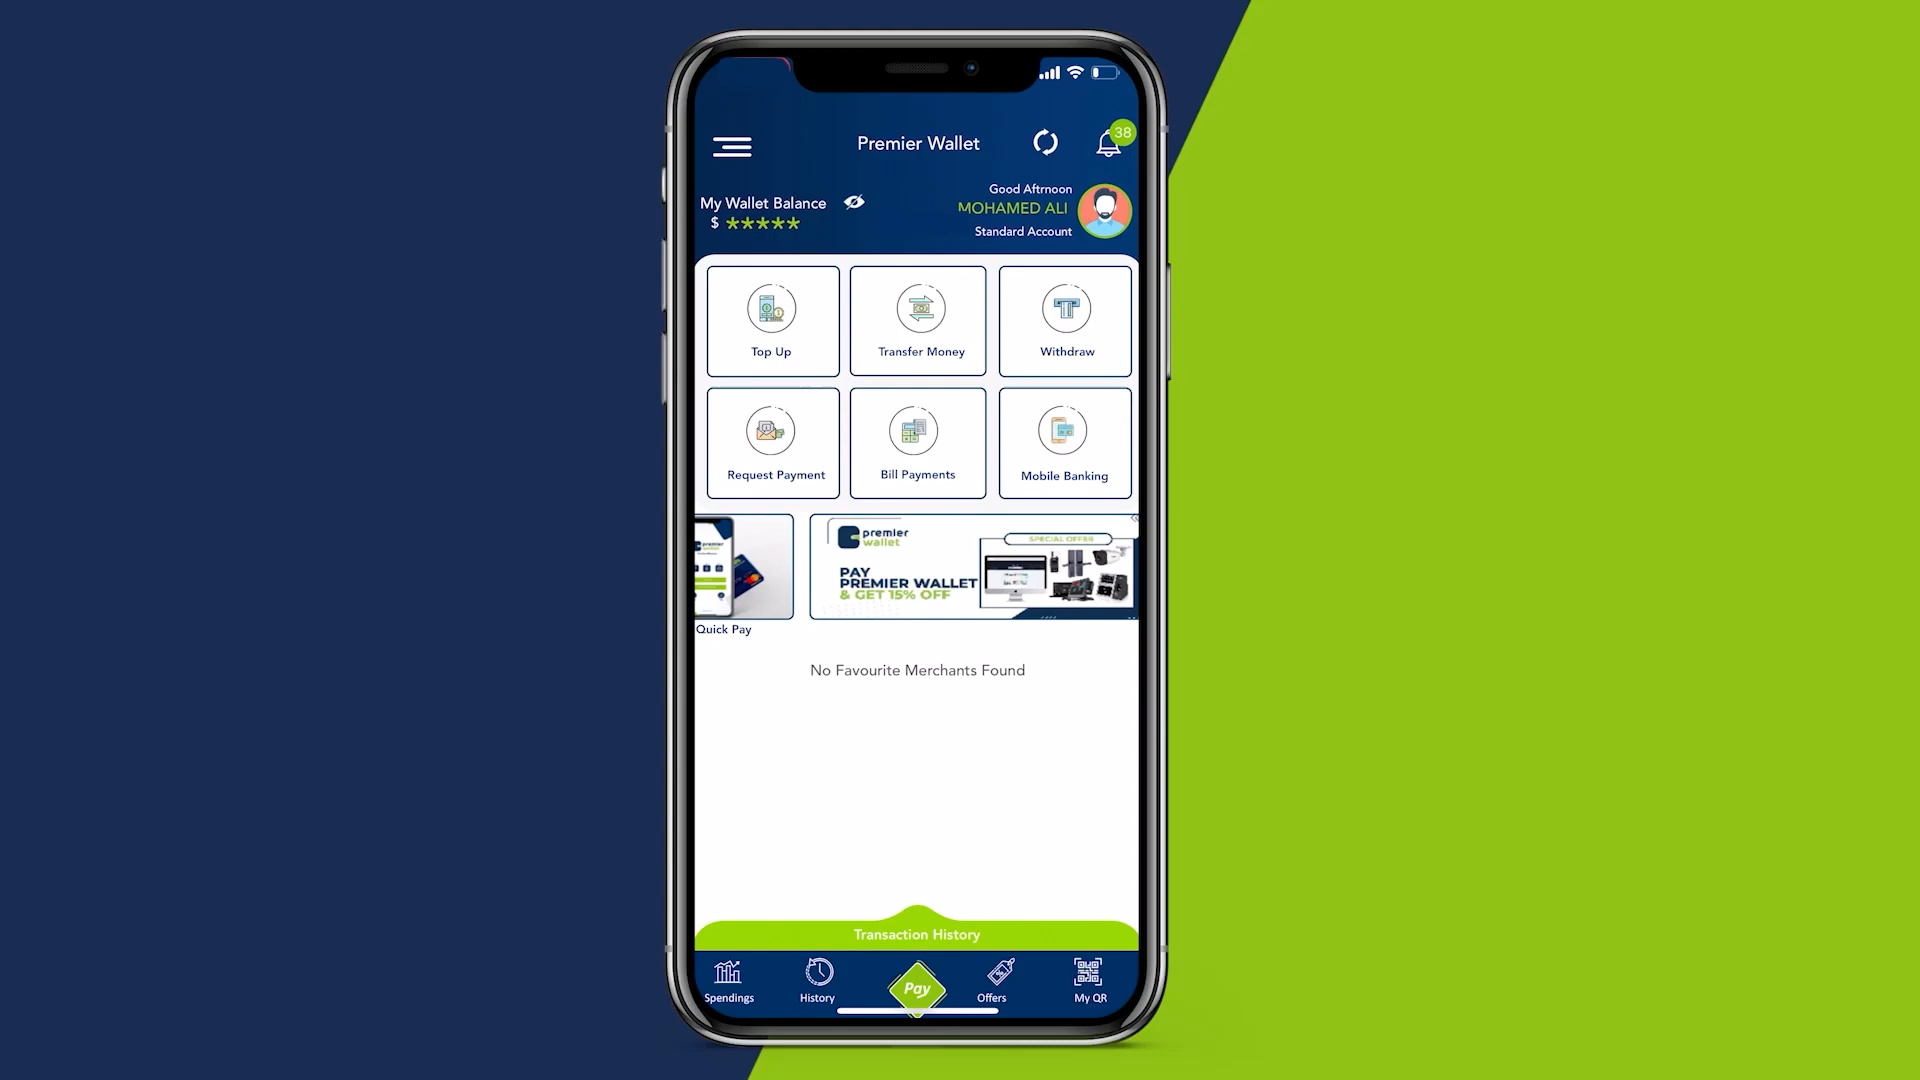 Premier Wallet
38
My Wallet Balance
$ *****
Good Aftrnoon
MOHAMED ALI
Standard Account
Top Up
Transfer Money
Withdraw
Request Payment
Bill Payments
Mobile Banking
premier
wallet
SPECIAL OFFER
PAY
PREMIER WALLET
& GET 15% OFF
Quick Pay
No Favourite Merchants Found
Transaction History
Spendings
History
Pay
Offers
My QR